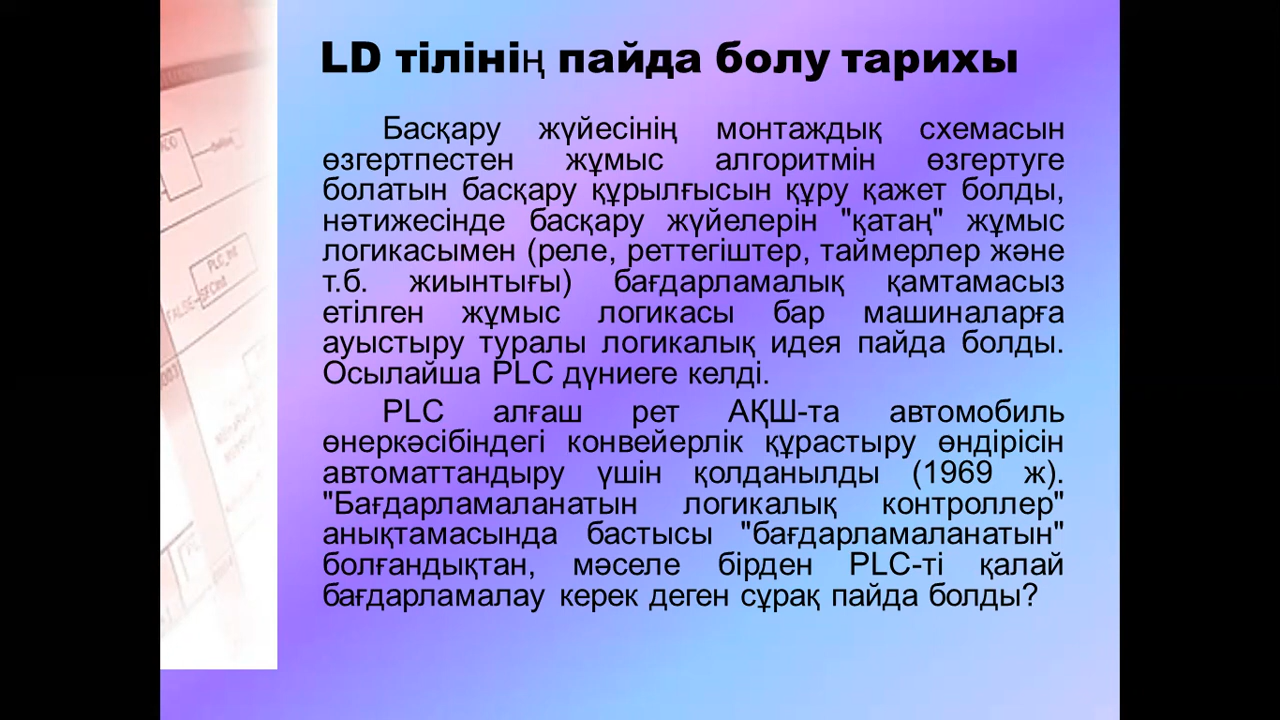 LD тілінің пайда болу тарихы
Басқару жүйесінің монтаждық схемасын
өзгертпестен жұмыс алгоритмін өзгертуге
болатын басқару құрылғысын құру қажет болды,
нәтижесінде басқару жүйелерін "қатаң" жұмыс
логикасымен (реле, реттегіштер, таймерлер және
т.б. жиынтығы) бағдарламалық қамтамасыз
етілген жұмыс логикасы бар машиналарға
ауыстыру туралы логикалық идея пайда болды.
Осылайша PLC дүниеге келді.
PLC алғаш рет АҚШ-та автомобиль
өнеркәсібіндегі конвейерлік құрастыру өндірісін
автоматтандыру үшін қолданылды (1969 ж).
"Бағдарламаланатын логикалық контроллер"
анықтамасында бастысы "бағдарламаланатын"
болғандықтан, мәселе бірден PLC-ті қалай
бағдарламалау керек деген сұрақ пайда болды?